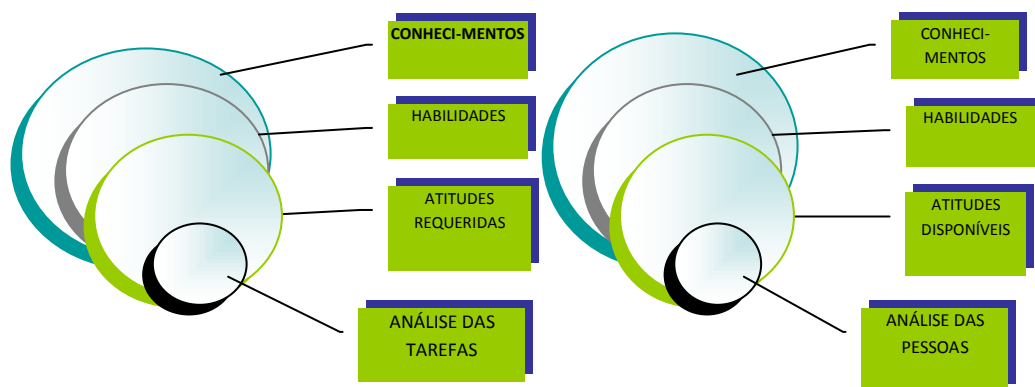 CONHECI-MENTOS
HABILIDADES
ATITUDES
REQUERIDAS
ANÁLISE DAS
TAREFAS
CONHECI-
MENTOS
HABILIDADES
ATITUDES
DISPONÍVEIS
ANÁLISE DAS
PESSOAS